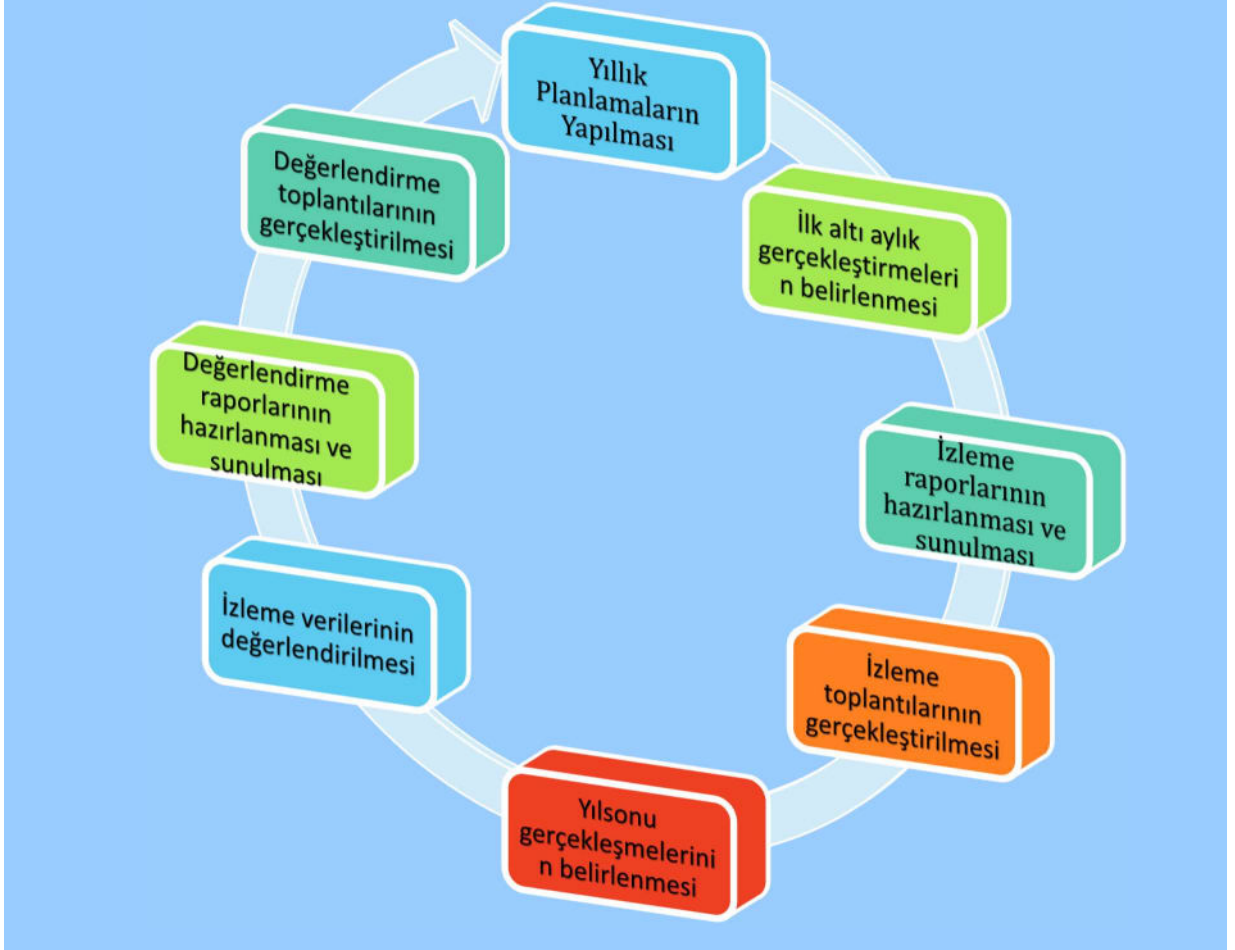 Yıllık
Planlamaların
Yapılması
İlk altı aylık
gerçekleştirmeleri
n belirlenmesi
İzleme
raporlarının
hazırlanması ve
sunulması
İzleme
toplantılarının
gerçekleştirilmesi
Yılsonu
gerçekleşmelerini
n belirlenmesi
İzleme verilerinin
değerlendirilmesi
Değerlendirme
raporlarının
hazırlanması ve
sunulması
Değerlendirme
toplantılarının
gerçekleştirilmesi